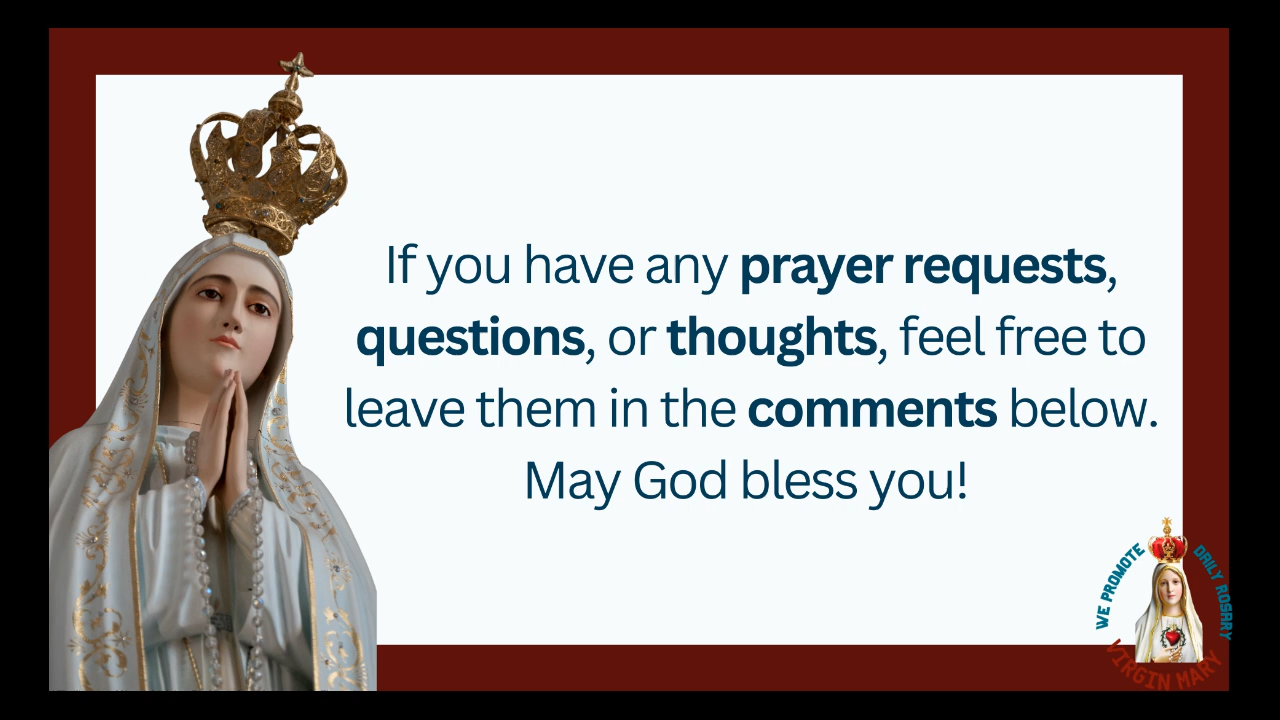 If you have any prayer requests,
questions, or thoughts, feel free to
leave them in the comments below.
May God bless you!
WE PROMOTE
DAILY ROSARY
VIRGIN MARY